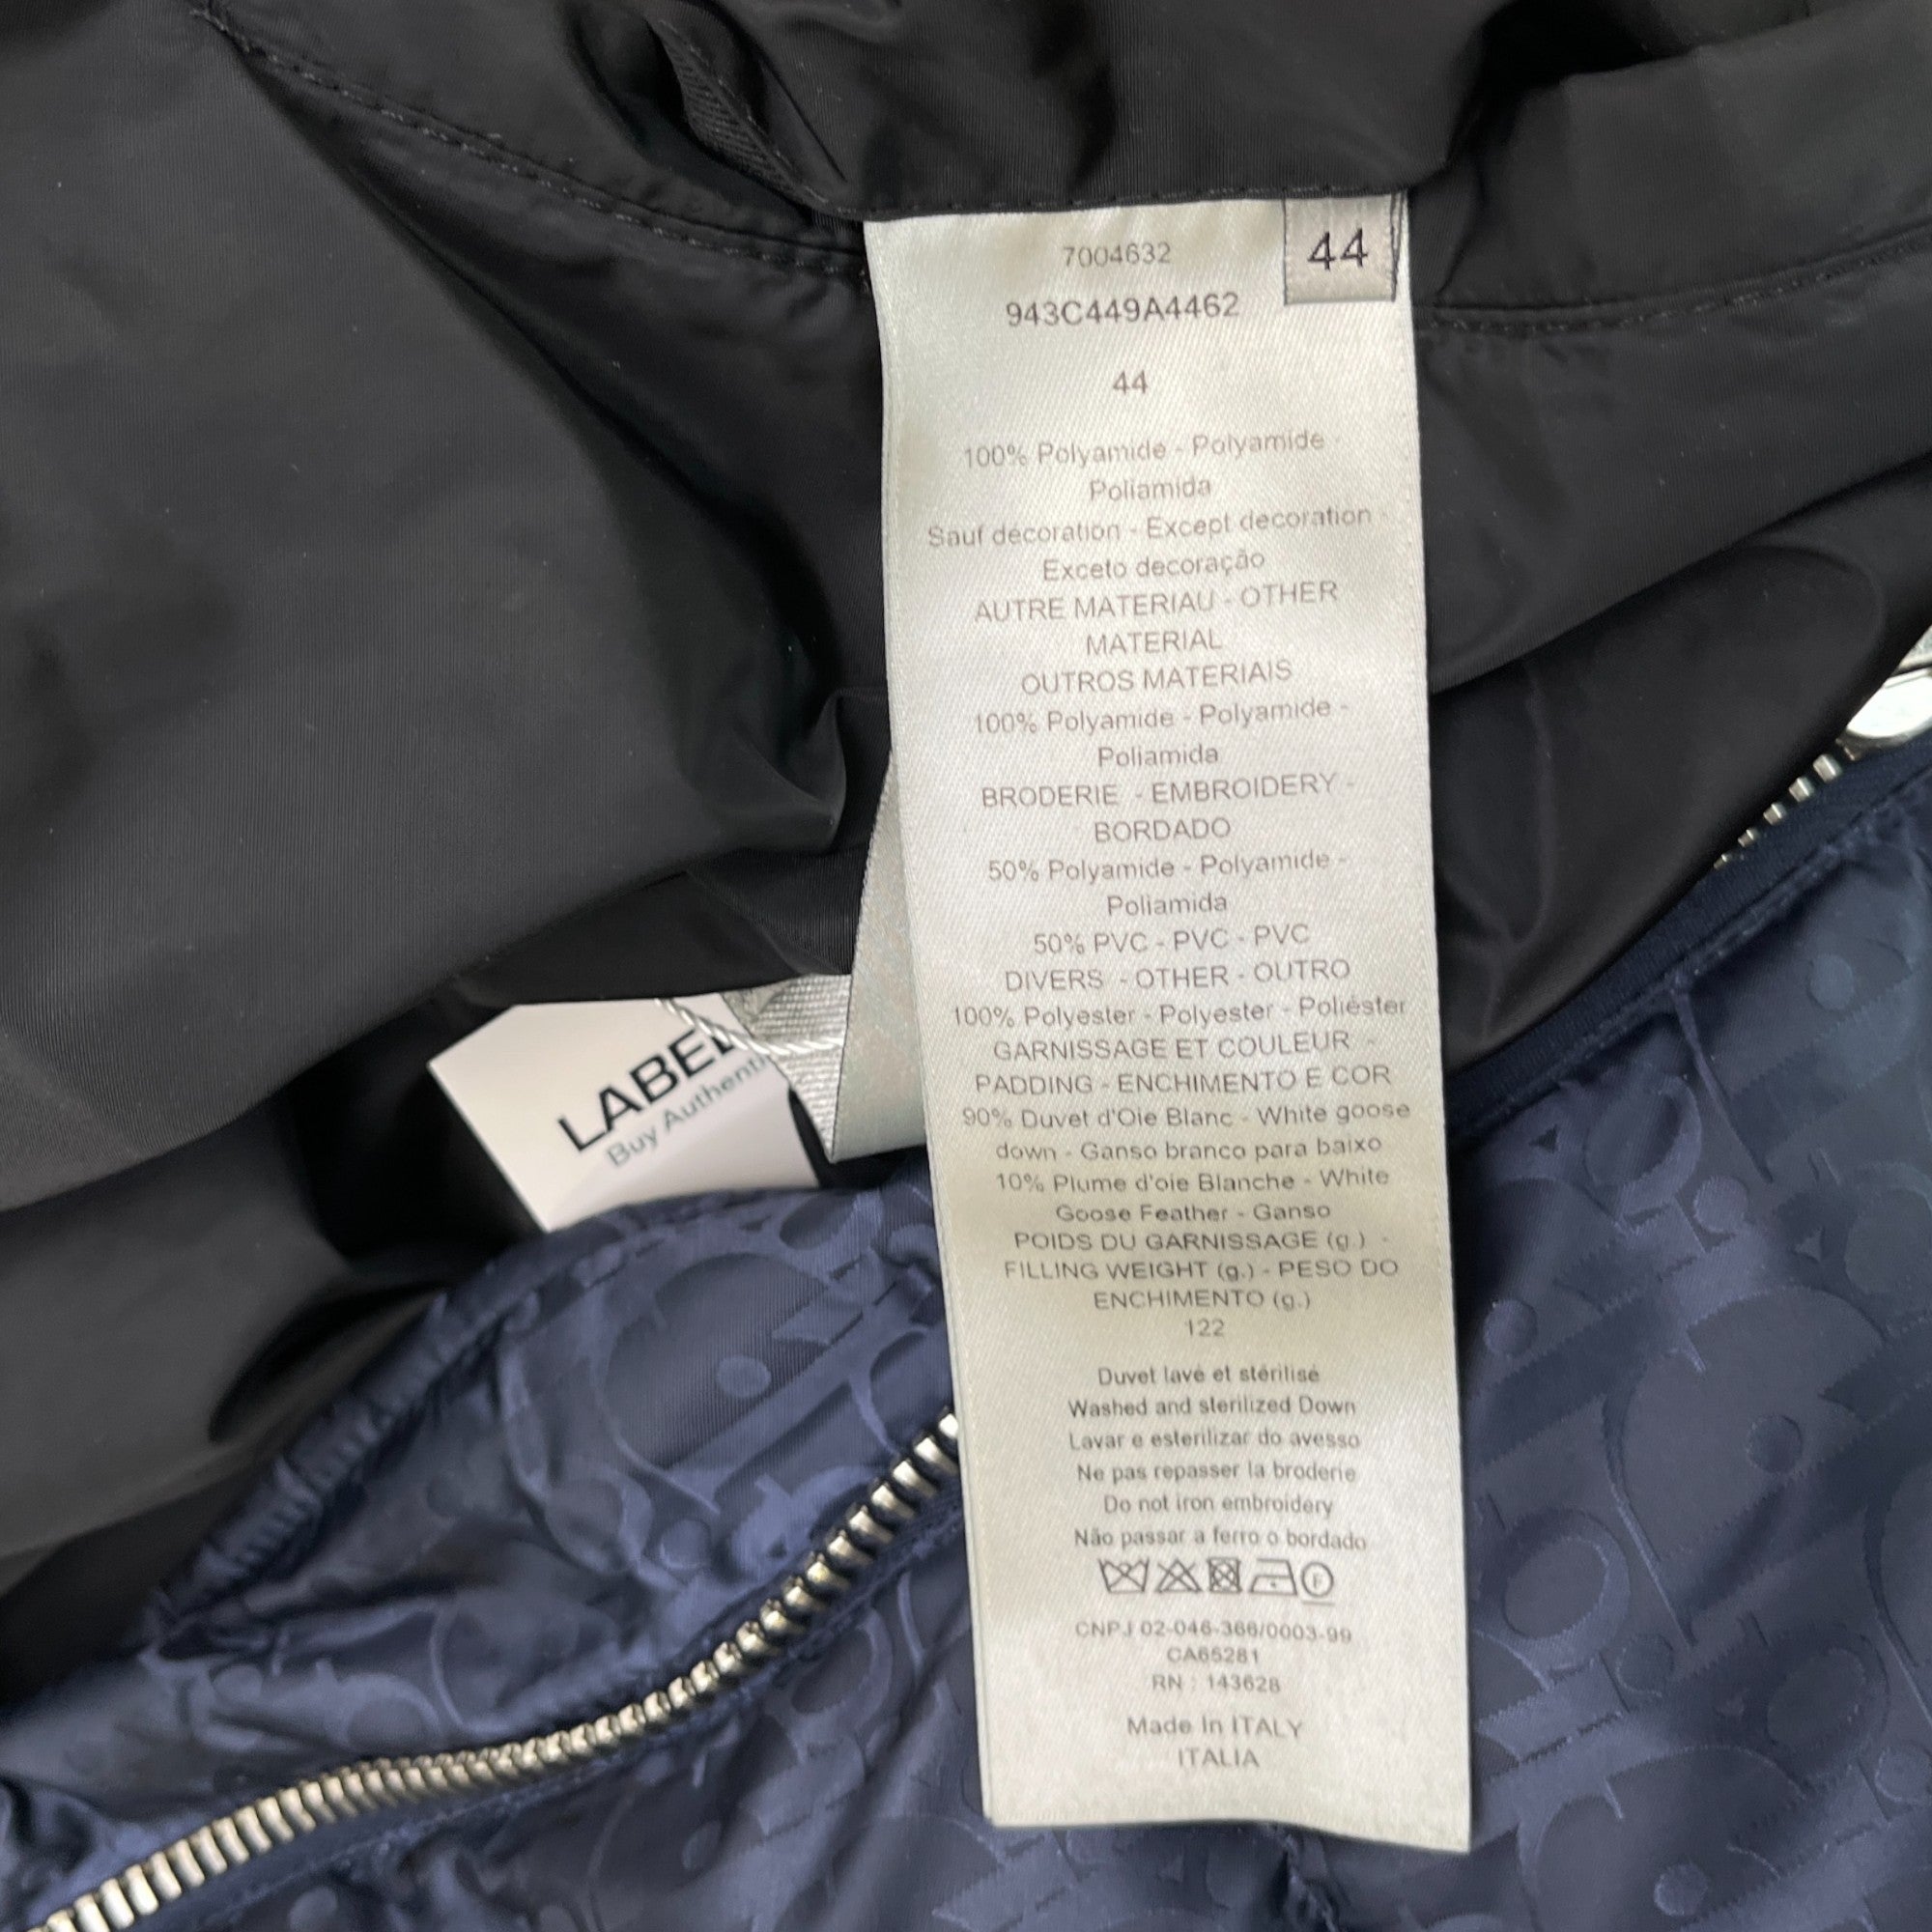 44
7004632
943C449A4462
44
100% Polyamide - Polyamide -
Poliamida
Sauf decoration - Except decoration -
Exceto decoração
AUTRE MATERIAU - OTHER
MATERIAL
OUTROS MATERIAIS
100% Polyamide - Polyamide -
Poliamida
BRODERIE - EMBROIDERY -
BORDADO
50% Polyamide - Polyamide -
Poliamida
50% PVC - PVC - PVC
DIVERS - OTHER - OUTRO
100% Polyester - Polyester - Poliéster
GARNISSAGE ET COULEUR -
PADDING - ENCHIMENTO E COR
90% Duvet d'Oie Blanc - White goose
down - Ganso branco para baixo
10% Plume d'oie Blanche - White
Goose Feather - Ganso
POIDS DU GARNISSAGE (g.) -
FILLING WEIGHT (g.) - PESO DO
ENCHIMENTO (g.)
122
Duvet lavé et stérilisé
Washed and sterilized Down
Lavar e esterilizar do avesso
Ne pas repasser la broderie
Do not iron embroidery
Não passar a ferro o bordado
F
CNPJ 02-046-366/0003-99
CA65281
RN : 143628
Made In ITALY
ITALIA
LABEL
Buy Authenti